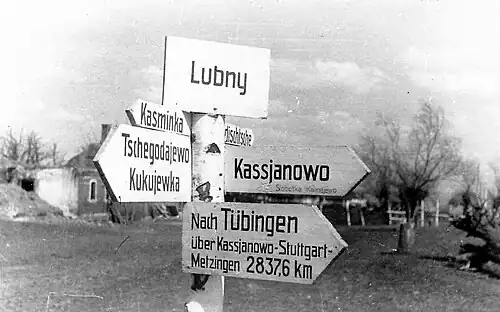 Lubny
Kasminka
Tschegodajewo
Kukujewka
Kassjanowo
Nach Tübingen
über Kassjanowo-Stuttgart-
Metzingen 2837,6 km